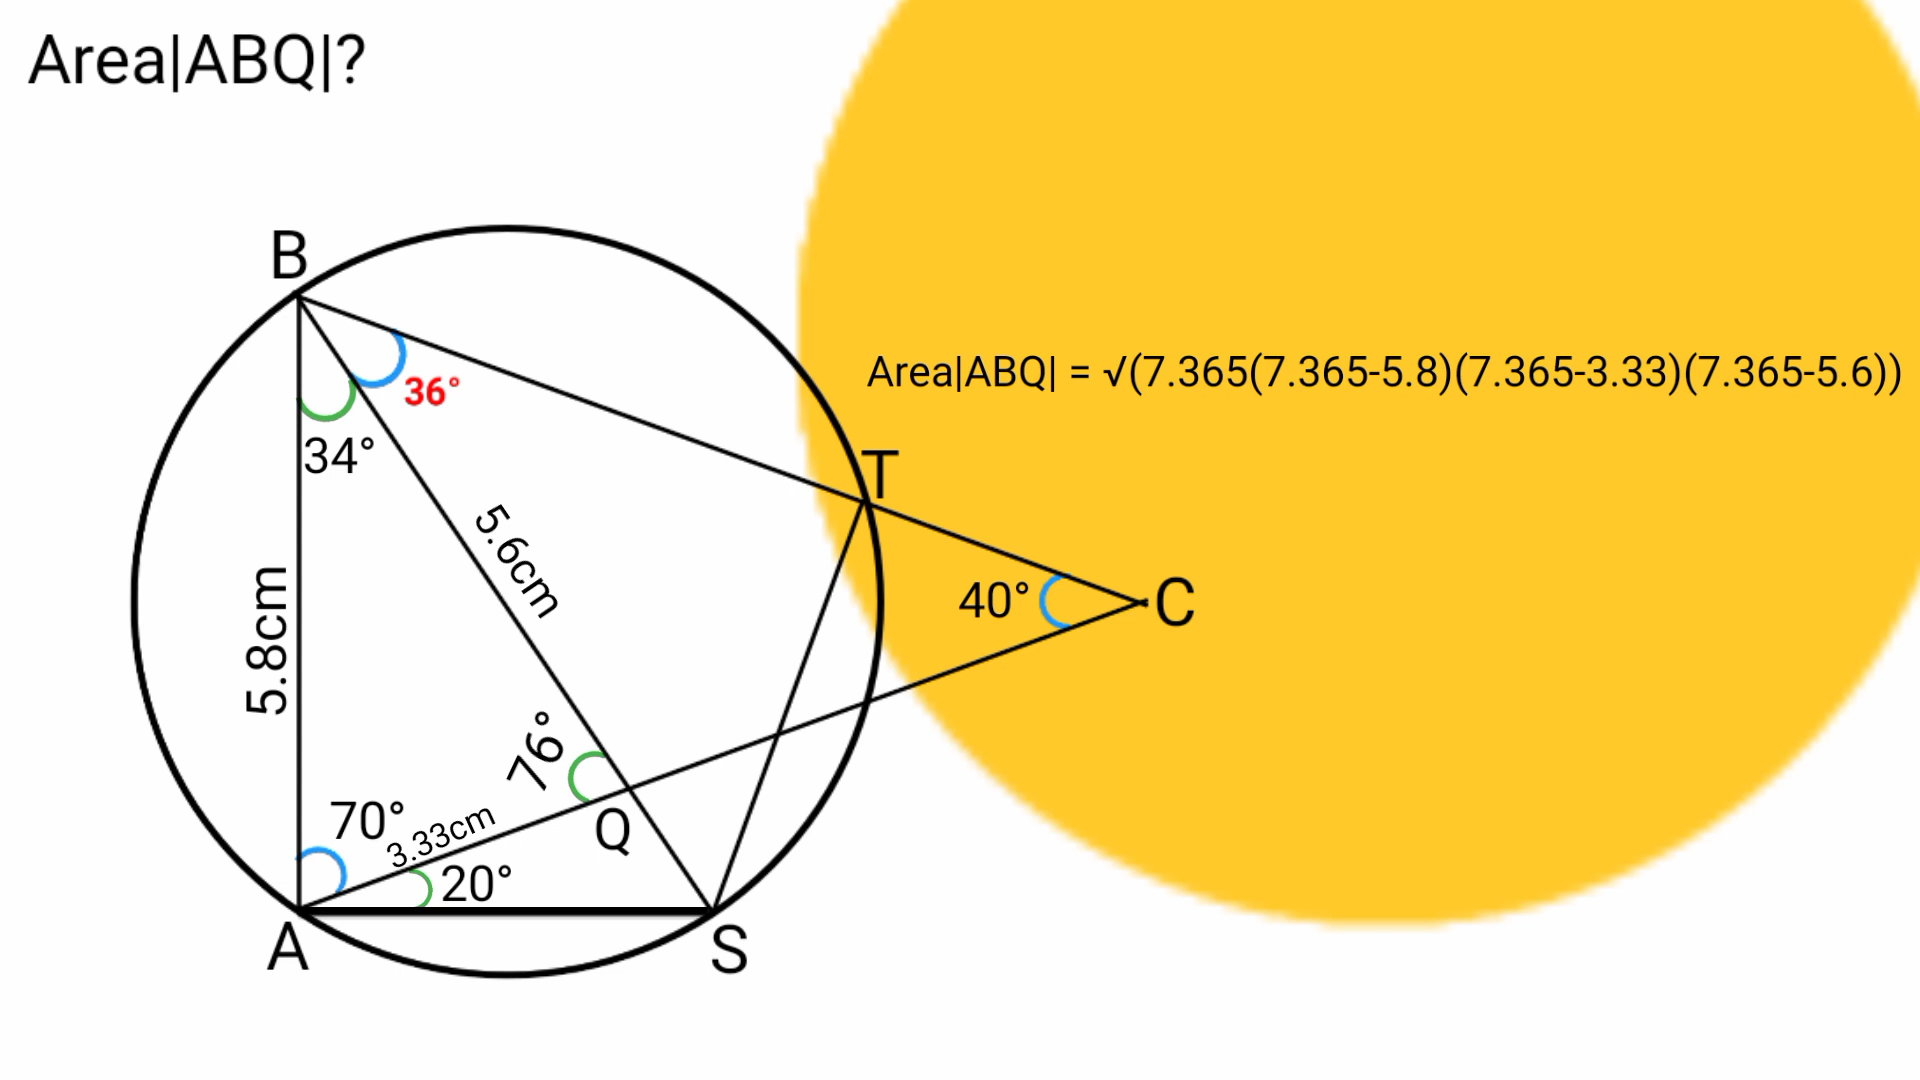 Area|ABQ|?
B
36°
34°
T
Area|ABQ| = √(7.365(7.365-5.8)(7.365-3.33)(7.365-5.6))
5.6cm
5.8cm
40°
C
76°
70°
3.33cm
Q
20°
A
S